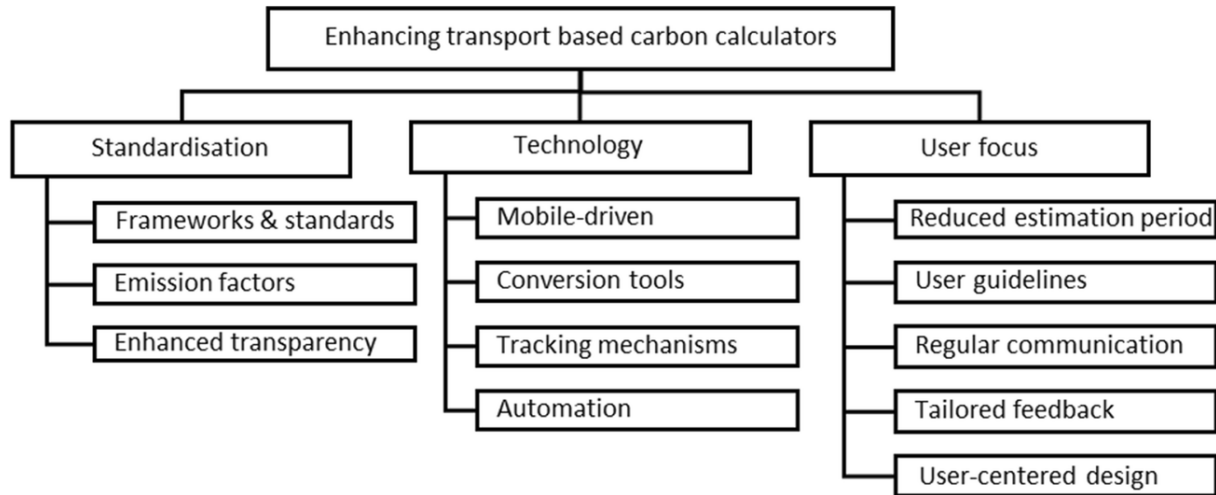 Enhancing transport based carbon calculators
Standardisation
Frameworks & standards
Emission factors
Enhanced transparency
Technology
Mobile-driven
Conversion tools
Tracking mechanisms
Automation
User focus
Reduced estimation period
User guidelines
Regular communication
Tailored feedback
User-centered design